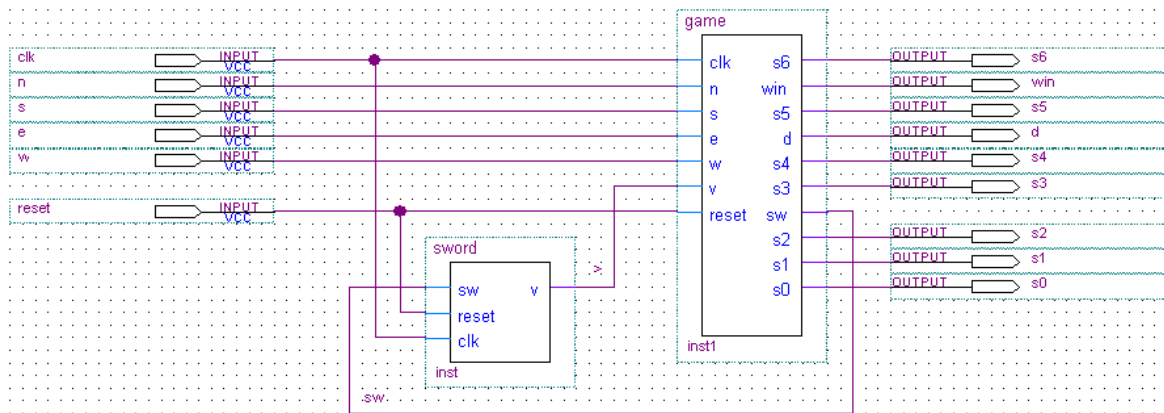 game
clk INPUT VCC clk s6 OUTPUT s6
n INPUT VCC n win OUTPUT win
s INPUT VCC s s5 OUTPUT s5
e INPUT VCC e d OUTPUT d
w INPUT VCC w s4 OUTPUT s4
v s3 OUTPUT s3
reset INPUT VCC reset sw
s2 OUTPUT s2
s1 OUTPUT s1
s0 OUTPUT s0
inst1
sword
v
sw v
reset
clk
inst
sw